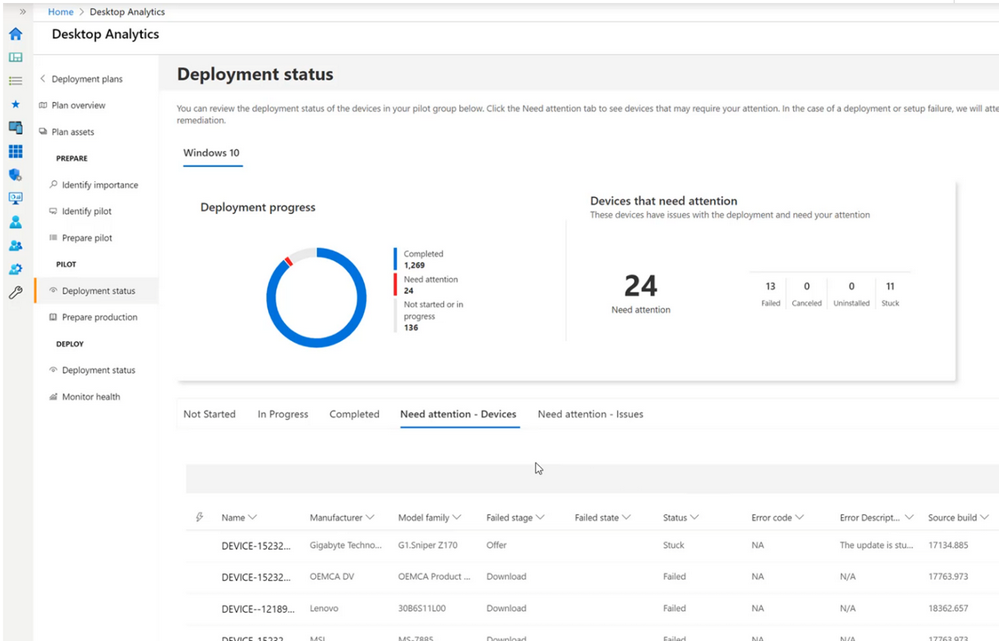 Home > Desktop Analytics
Desktop Analytics
Deployment plans
Plan overview
Plan assets
PREPARE
Identify importance
Identify pilot
Prepare pilot
PILOT
Deployment status
Prepare production
DEPLOY
Deployment status
Monitor health
Deployment status
You can review the deployment status of the devices in your pilot group below. Click the Need attention tab to see devices that may require your attention. In the case of a deployment or setup failure, we will atte
remediation.
Windows 10
Deployment progress
Completed
1,269
Need attention
24
Not started or in
progress
136
Devices that need attention
These devices have issues with the deployment and need your attention
24
Need attention
13 0 0 11
Failed Canceled Uninstalled Stuck
Not Started In Progress Completed Need attention - Devices Need attention - Issues
Name Manufacturer Model family Failed stage Failed state Status Error code Error Descript... Source build
DEVICE-15232... Gigabyte Techno... G1.Sniper Z170 Offer Stuck NA The update is stu... 17134.885
DEVICE-15232... OEMCA DV OEMCA Product ... Download Failed NA N/A 17763.973
DEVICE--12189... Lenovo 30B6S11L00 Download Failed NA N/A 18362.657
DEVICE-15232... MSI MS-7885 Download Failed NA N/A 17763.973